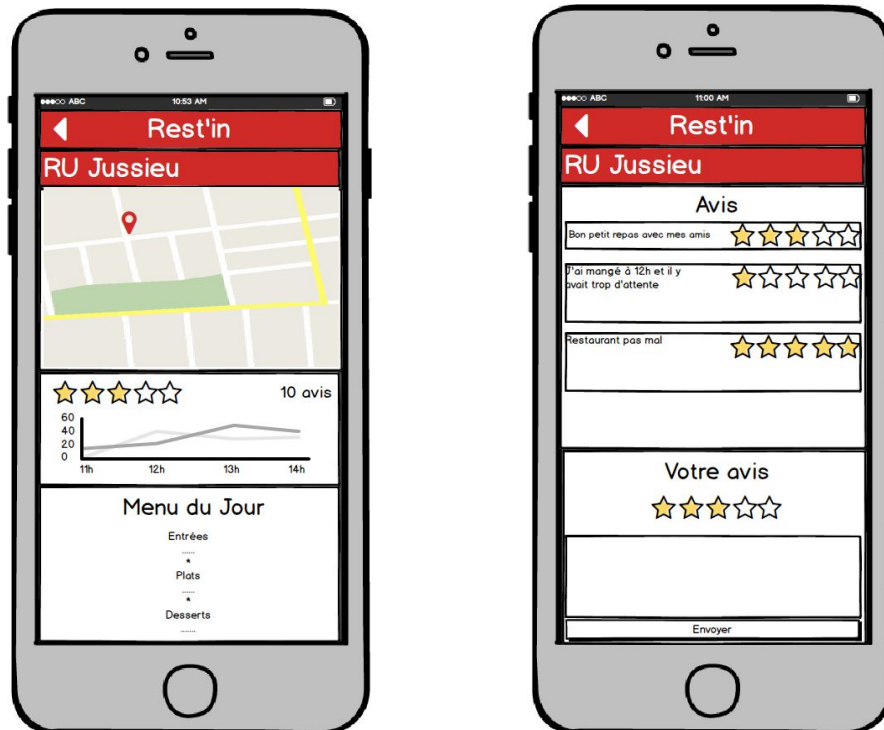 ABC 10:53 AM
Rest'in
RU Jussieu
10 avis
60
40
20
0
11h 12h 13h 14h
Menu du Jour
Entrées
......
*
Plats
......
*
Desserts
.......
ABC 11:00 AM
Rest'in
RU Jussieu
Avis
Bon petit repas avec mes amis
J'ai mangé à 12h et il y
avait trop d'attente
Restaurant pas mal
Votre avis
Envoyer